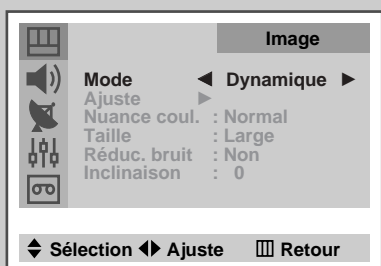 Image
Mode ◄ Dynamique ►
Ajuste ►
Nuance coul. : Normal
Taille : Large
Réduc. bruit : Non
Inclinaison : 0
Sélection Ajuste Retour